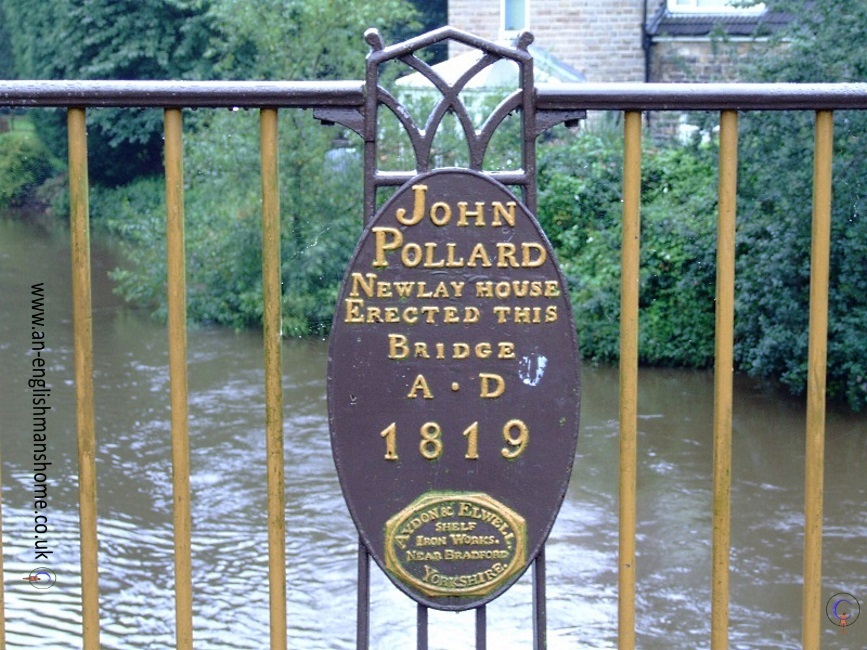 John
Pollard
Newlay house
Erected this
Bridge
A · D
1819
Aydon & Elwell,
Shelf
Iron Works.
Near Bradford
Yorkshire.
www.an-englishmanshome.co.uk